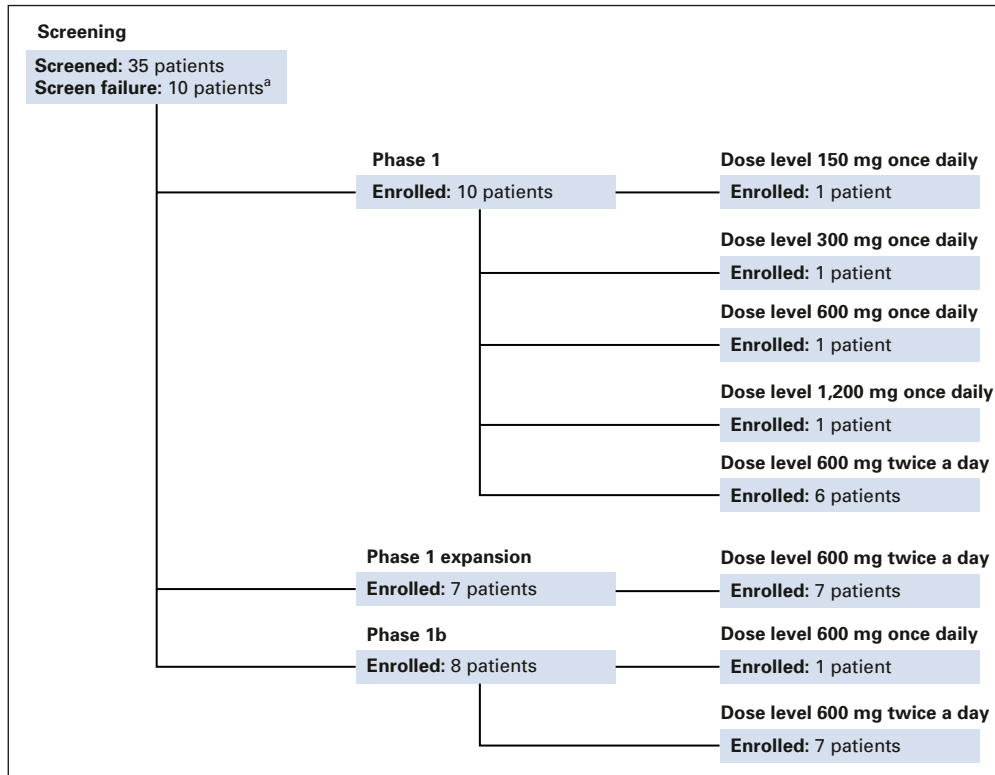 Screening
Screened: 35 patients
Screen failure: 10 patientsa
Phase 1
Enrolled: 10 patients
Dose level 150 mg once daily
Enrolled: 1 patient
Dose level 300 mg once daily
Enrolled: 1 patient
Dose level 600 mg once daily
Enrolled: 1 patient
Dose level 1,200 mg once daily
Enrolled: 1 patient
Dose level 600 mg twice a day
Enrolled: 6 patients
Phase 1 expansion
Enrolled: 7 patients
Dose level 600 mg twice a day
Enrolled: 7 patients
Phase 1b
Enrolled: 8 patients
Dose level 600 mg once daily
Enrolled: 1 patient
Dose level 600 mg twice a day
Enrolled: 7 patients